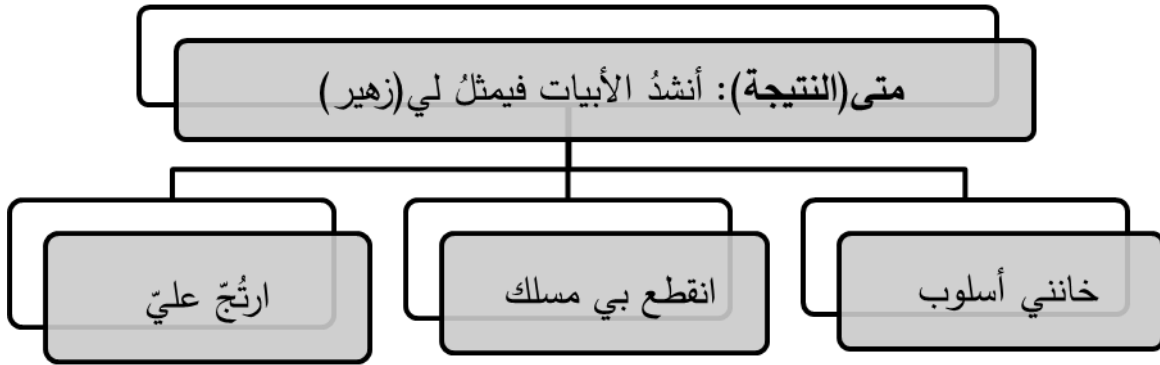 متى(النتيجة): أنشدُ الأبيات فيمثلُ لي(زهير)
خانني أسلوب
انقطع بي مسلك
ارتُجّ عليّ